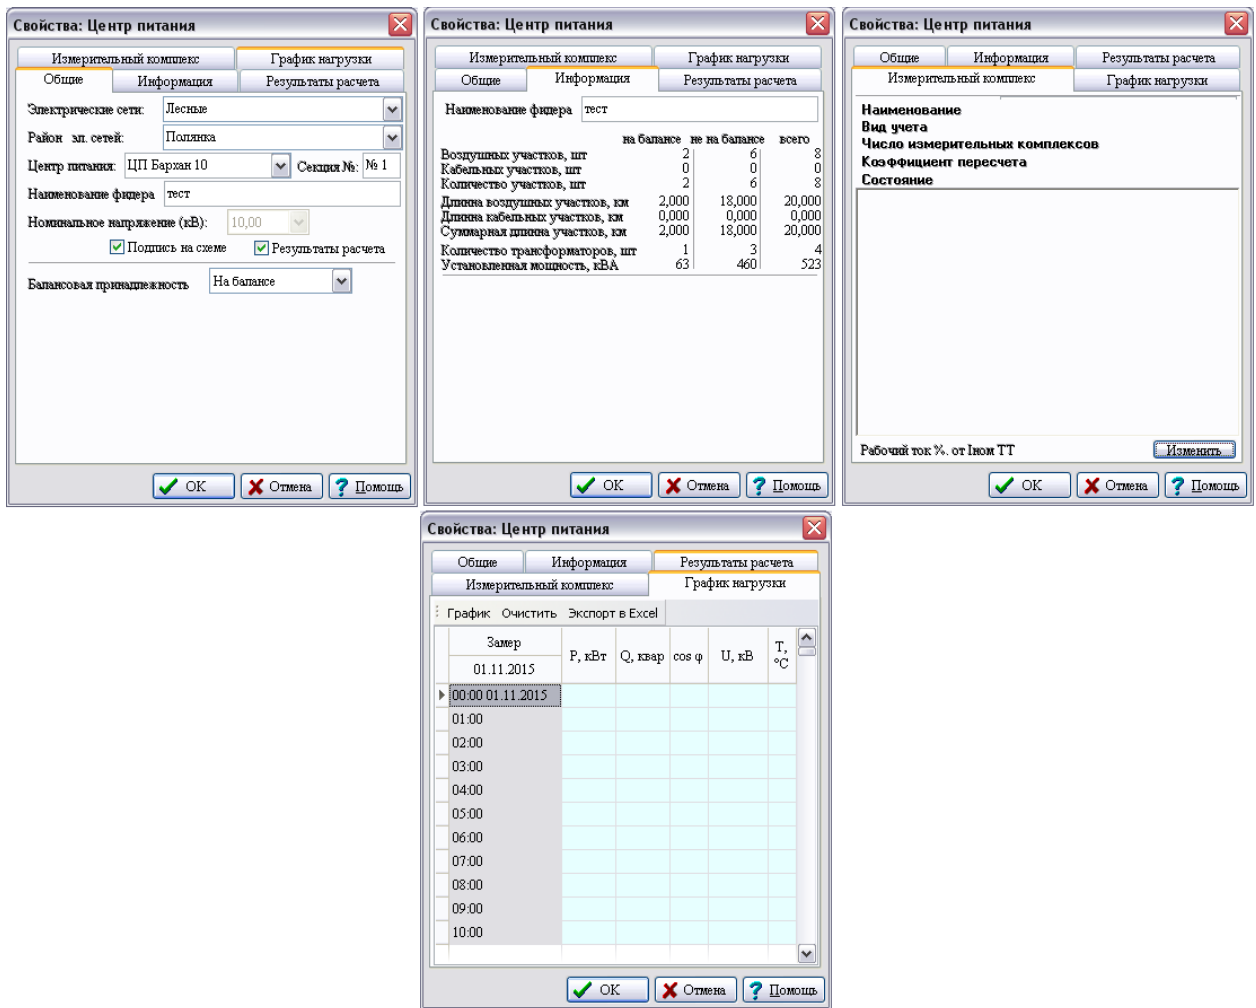 Свойства: Центр питания
Измерительный комплекс График нагрузки
Общие Информация Результаты расчета
Электрические сети: Лесные
Район эл. сетей: Полянка
Центр питания: ЦП Бархан 10 Секция №: № 1
Наименование фидера тест
Номинальное напряжение (кВ): 10,00
Подпись на схеме Результаты расчета
Балансовая принадлежность На балансе
OK Отмена Помощь
Свойства: Центр питания
Измерительный комплекс График нагрузки
Общие Информация Результаты расчета
Наименование фидера тест
на балансе не на балансе всего
Воздушных участков, шт 2 6 8
Кабельных участков, шт 0 0 0
Количество участков, шт 2 6 8
Длинна воздушных участков, км 2,000 18,000 20,000
Длинна кабельных участков, км 0,000 0,000 0,000
Суммарная длинна участков, км 2,000 18,000 20,000
Количество трансформаторов, шт 1 3 4
Установленная мощность, кВА 63 460 523
OK Отмена Помощь
Свойства: Центр питания
Общие Информация Результаты расчета
Измерительный комплекс График нагрузки
Наименование
Вид учета
Число измерительных комплексов
Коэффициент пересчета
Состояние
Рабочий ток %. от Iном ТТ Изменить
OK Отмена Помощь
Свойства: Центр питания
Общие Информация Результаты расчета
Измерительный комплекс График нагрузки
График Очистить Экспорт в Excel
Замер P, кВт Q, квар cos φ U, кВ T, °C
01.11.2015
00:00 01.11.2015
01:00
02:00
03:00
04:00
05:00
06:00
07:00
08:00
09:00
10:00
OK Отмена Помощь